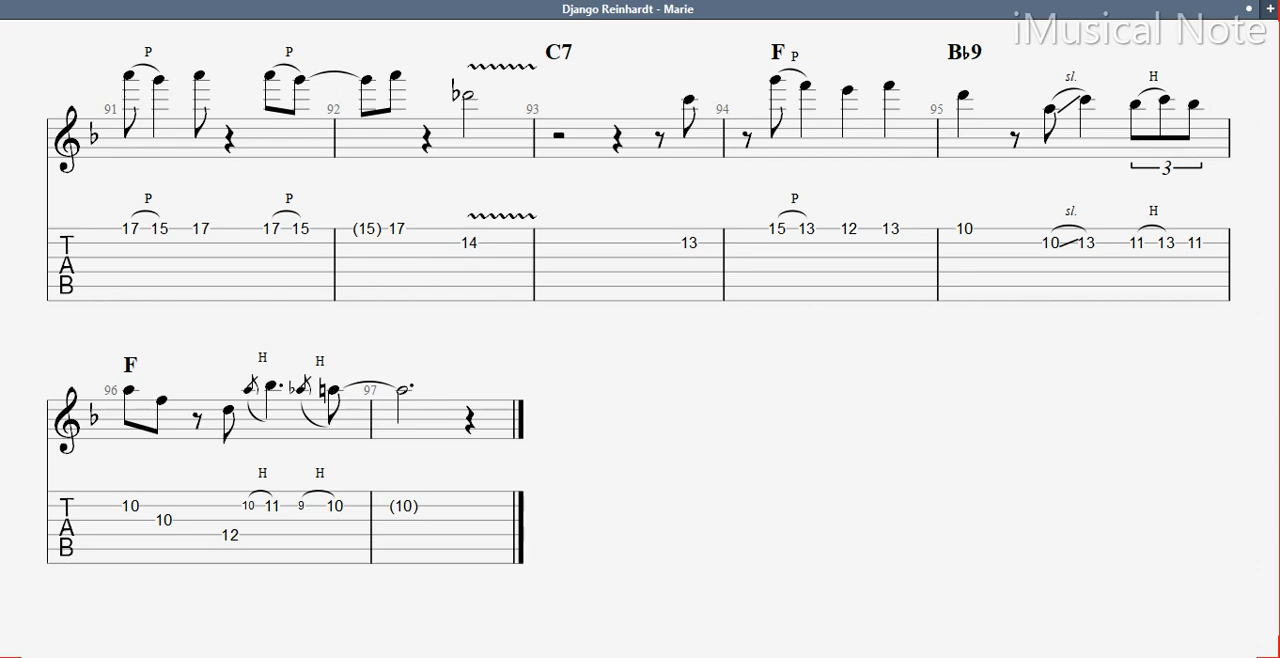 Django Reinhardt - Marie
iMusical Note
P P C7 F P B♭9 sl. H
91 92 93 94 95
3
P P P sl. H
17 15 17 17 15 (15) 17 15 13 12 13 10
14 13 10 13 11 13 11
T
A
B
F H H
96 97
H H
10 10 11 9 10 (10)
10
12
T
A
B